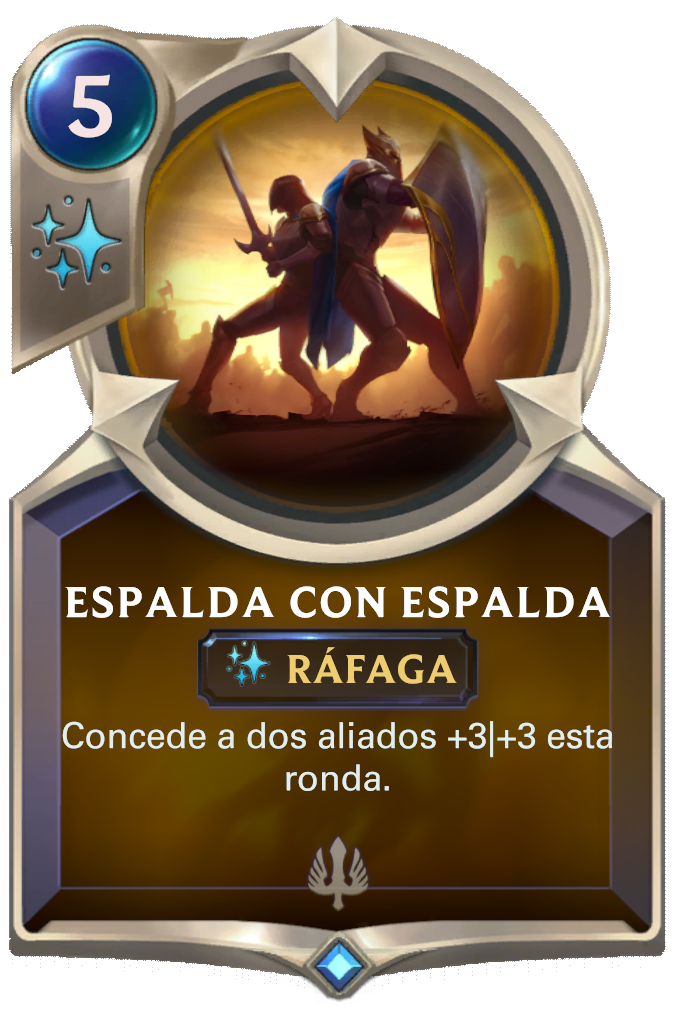 5
ESPALDA CON ESPALDA
RÁFAGA
Concede a dos aliados +3|+3 esta
ronda.